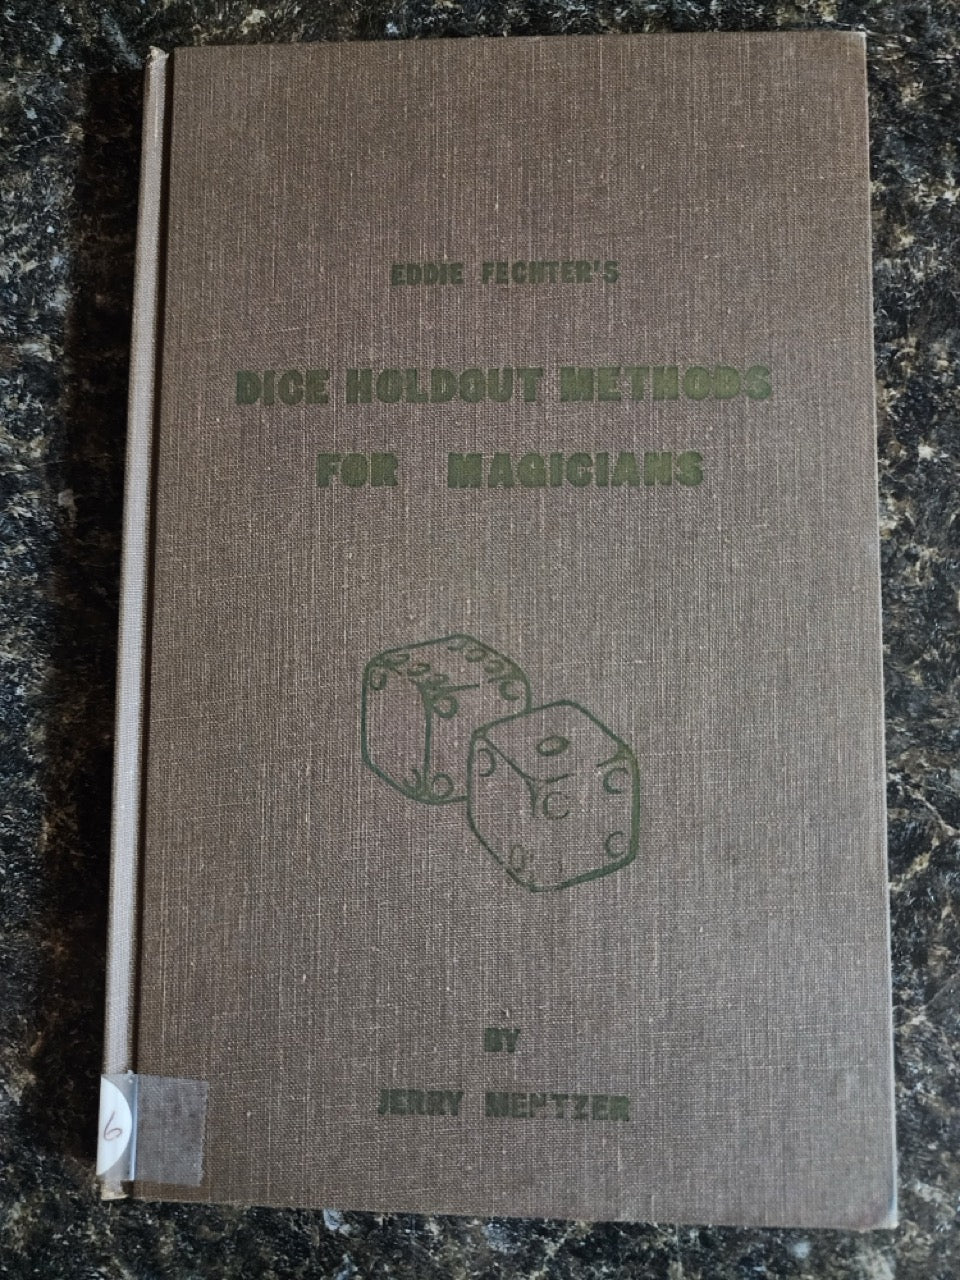 EDDIE FECHTER'S
DICE HOLDOUT METHODS
FOR MAGICIANS
BY
JERRY MENTZER
6